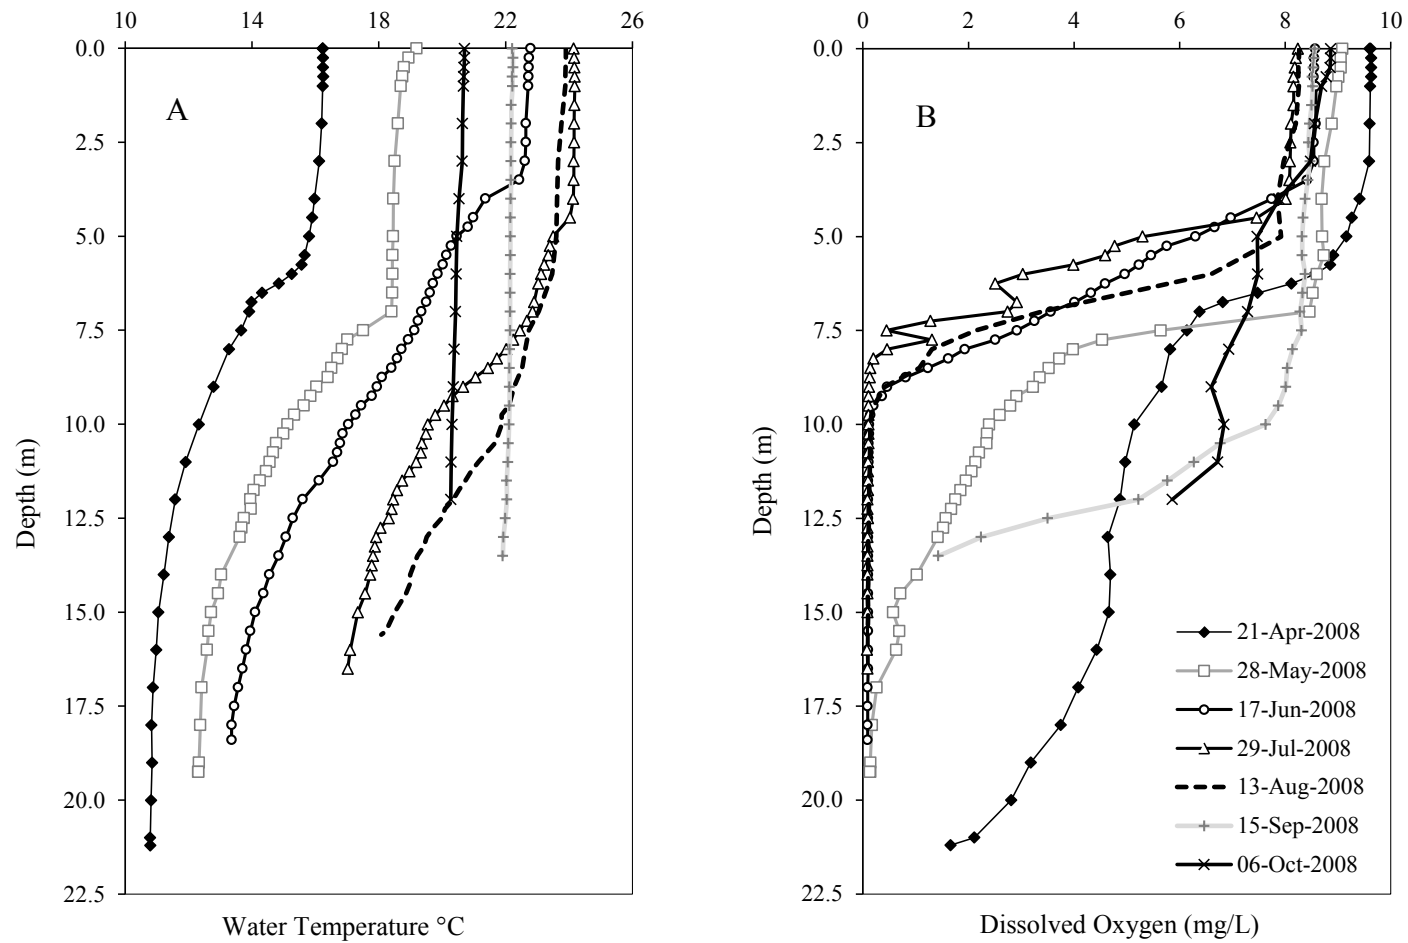 10 14 18 22 26
0.0
2.5
5.0
7.5
10.0
12.5
15.0
17.5
20.0
22.5
A
Depth (m)
Water Temperature °C
0 2 4 6 8 10
0.0
2.5
5.0
7.5
10.0
12.5
15.0
17.5
20.0
22.5
B
Depth (m)
21-Apr-2008
28-May-2008
17-Jun-2008
29-Jul-2008
13-Aug-2008
15-Sep-2008
06-Oct-2008
Dissolved Oxygen (mg/L)